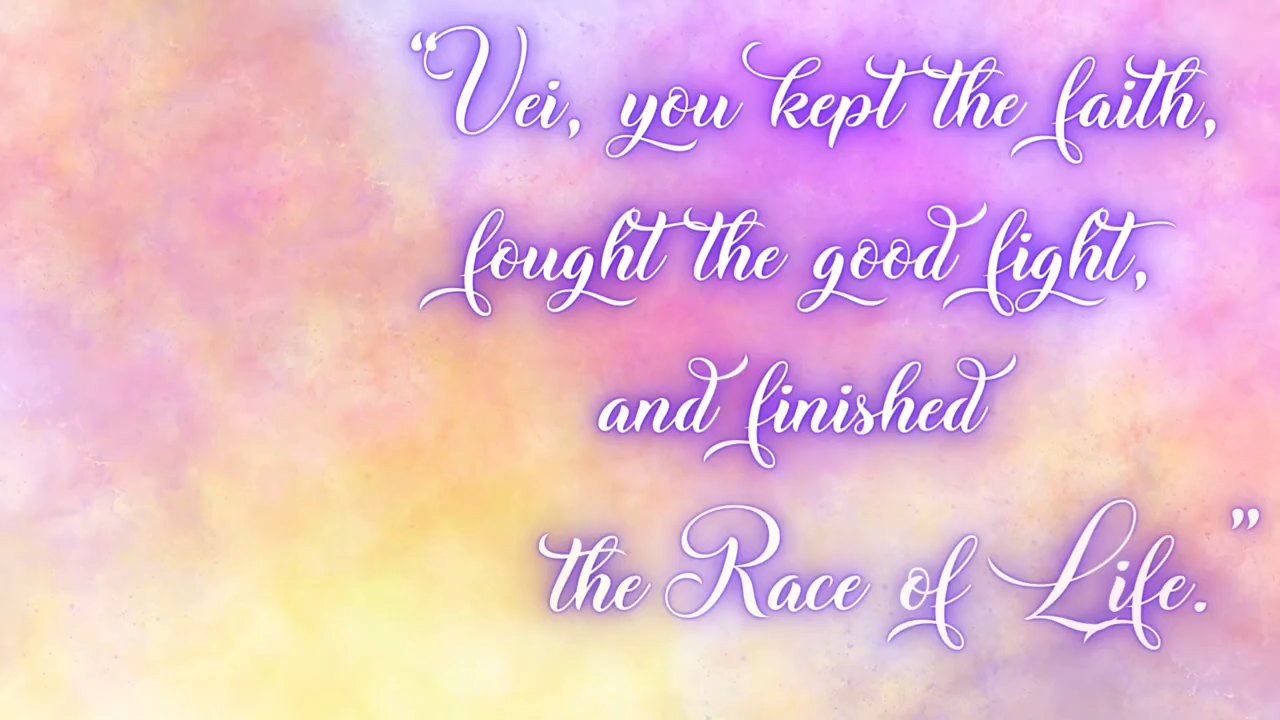 “Vei, you kept the faith,
fought the good fight,
and finished
the Race of Life.”